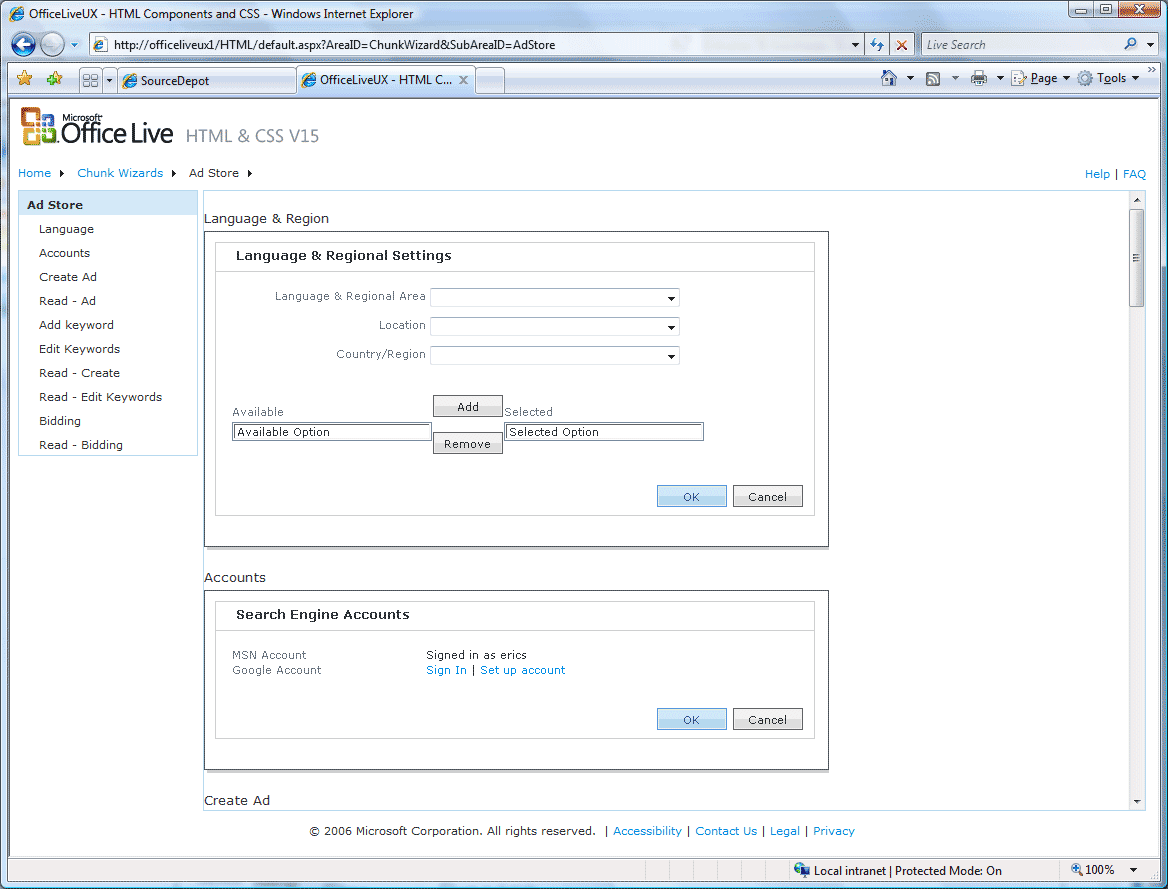 OfficeLiveUX - HTML Components and CSS - Windows Internet Explorer
http://officeliveux1/HTML/default.aspx?AreaID=ChunkWizard&SubAreaID=AdStore
Live Search
SourceDepot
OfficeLiveUX - HTML C...
Page
Tools
Microsoft
Office Live HTML & CSS V15
Home Chunk Wizards Ad Store
Help | FAQ
Ad Store
Language
Accounts
Create Ad
Read - Ad
Add keyword
Edit Keywords
Read - Create
Read - Edit Keywords
Bidding
Read - Bidding
Language & Region
Language & Regional Settings
Language & Regional Area
Location
Country/Region
Available
Add
Selected
Available Option
Selected Option
Remove
OK
Cancel
Accounts
Search Engine Accounts
MSN Account Signed in as erics
Google Account Sign In | Set up account
OK
Cancel
Create Ad
© 2006 Microsoft Corporation. All rights reserved. | Accessibility | Contact Us | Legal | Privacy
Local intranet | Protected Mode: On
100%